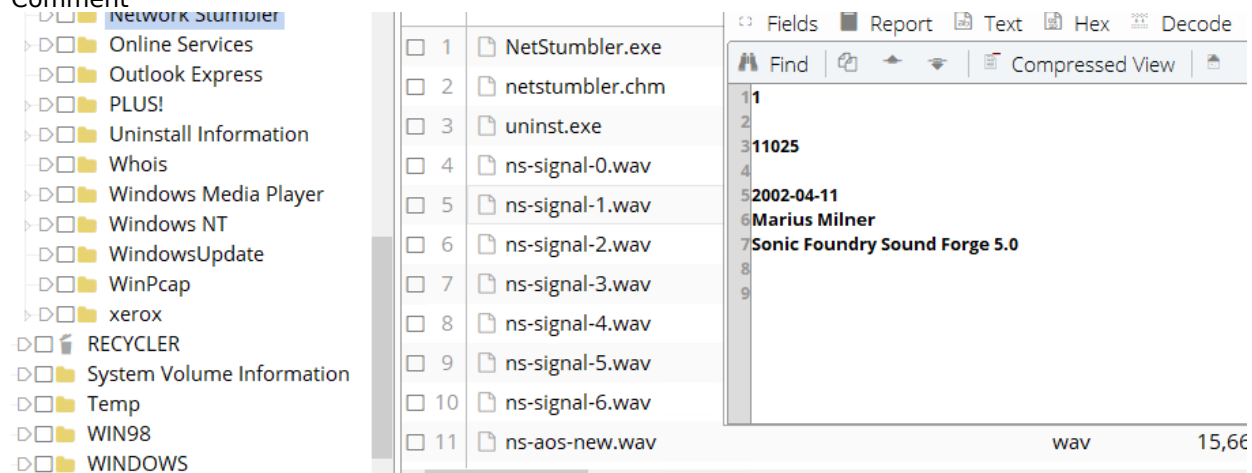 Comment
Network Stumbler
Online Services
Outlook Express
PLUS!
Uninstall Information
Whois
Windows Media Player
Windows NT
WindowsUpdate
WinPcap
xerox
RECYCLER
System Volume Information
Temp
WIN98
WINDOWS
1 NetStumbler.exe
2 netstumbler.chm
3 uninst.exe
4 ns-signal-0.wav
5 ns-signal-1.wav
6 ns-signal-2.wav
7 ns-signal-3.wav
8 ns-signal-4.wav
9 ns-signal-5.wav
10 ns-signal-6.wav
11 ns-aos-new.wav wav 15,66
Fields Report Text Hex Decode
Find Compressed View
1 1
2
3 11025
4
5 2002-04-11
6 Marius Milner
7 Sonic Foundry Sound Forge 5.0
8
9